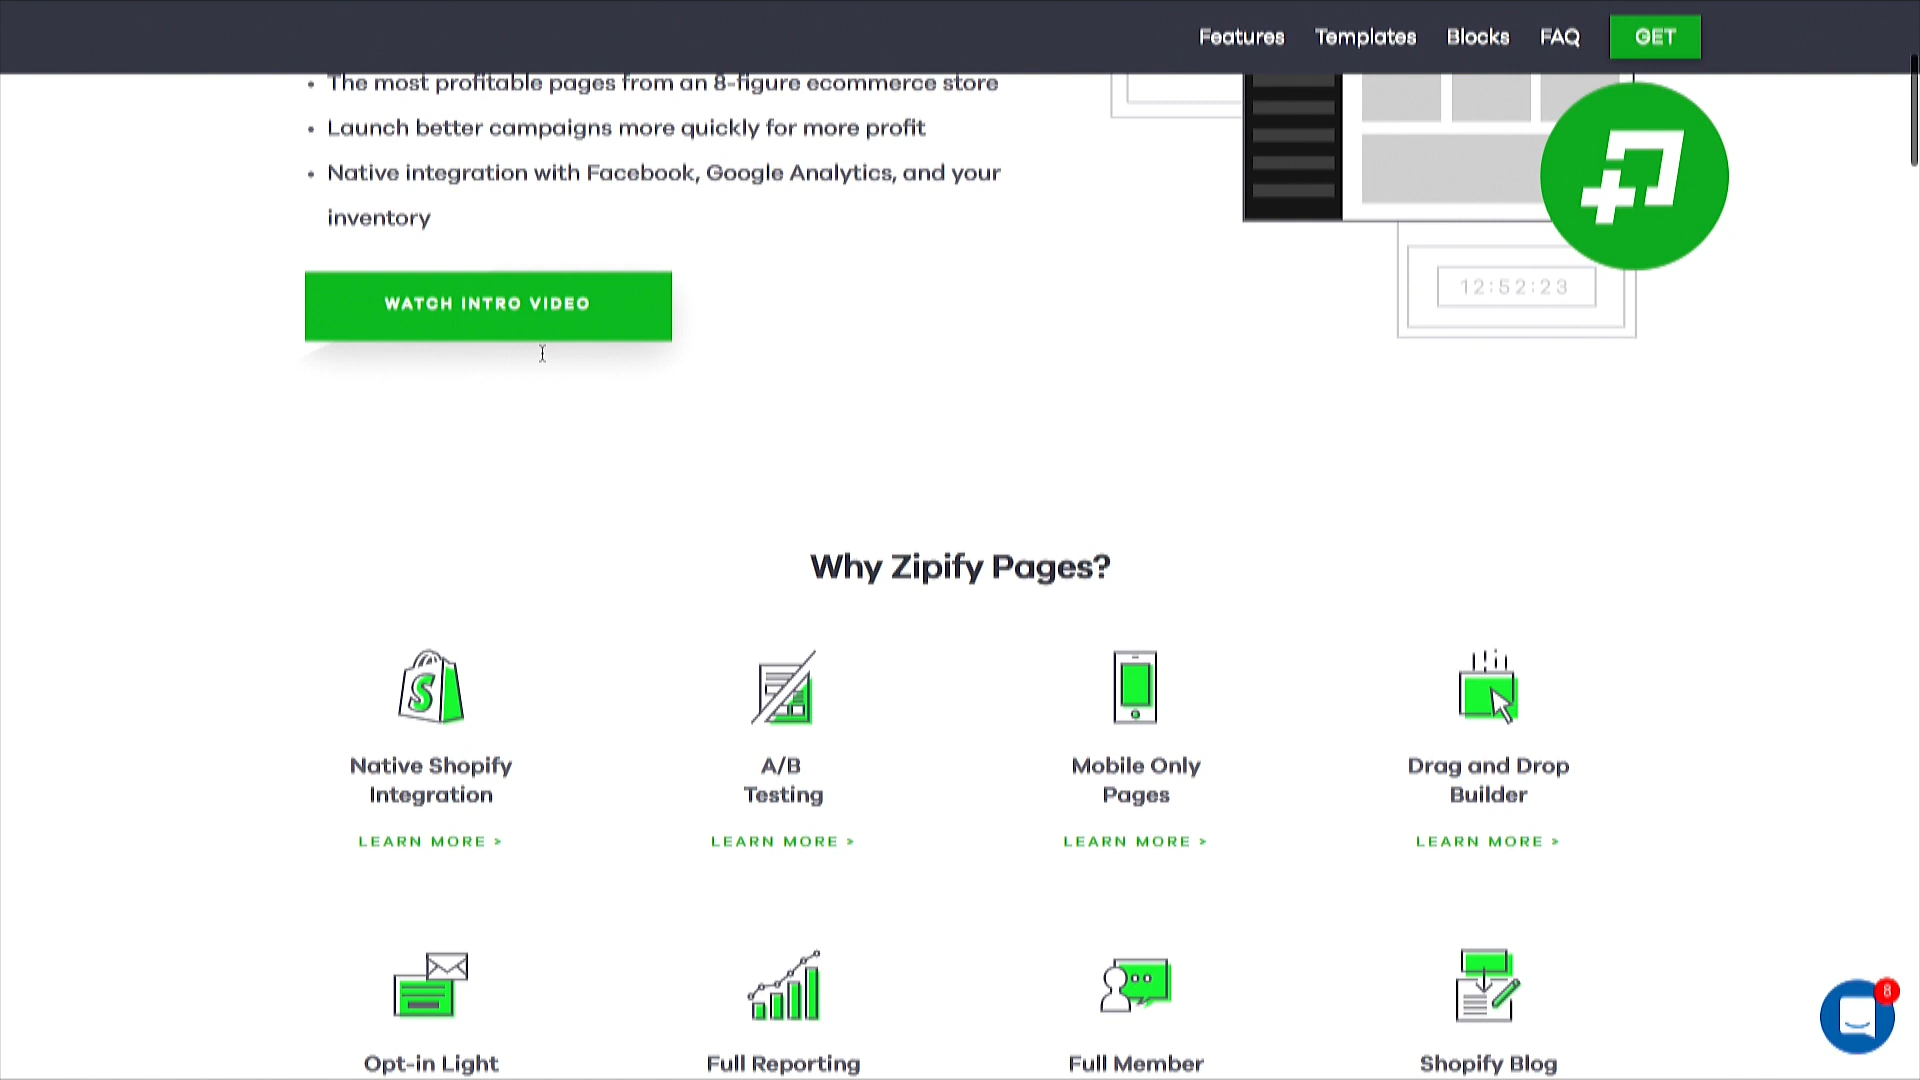 Features Templates Blocks FAQ GET
• The most profitable pages from an 8-figure ecommerce store
• Launch better campaigns more quickly for more profit
• Native integration with Facebook, Google Analytics, and your
inventory
WATCH INTRO VIDEO
12:52:23
Why Zipify Pages?
Native Shopify
Integration
LEARN MORE >
A/B
Testing
LEARN MORE >
Mobile Only
Pages
LEARN MORE >
Drag and Drop
Builder
LEARN MORE >
Opt-in Light
Full Reporting
Full Member
Shopify Blog
8